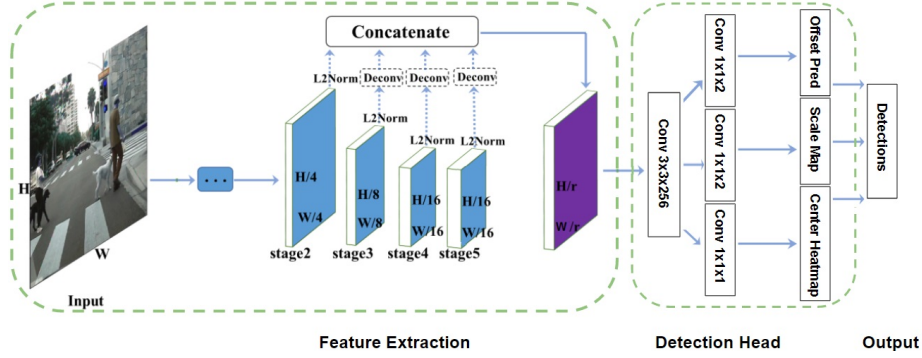 Concatenate
L2Norm
Deconv
Deconv
Deconv
L2Norm
L2Norm
L2Norm
H
W
Input
...
H/4
W/4
stage2
H/8
W/8
stage3
H/16
W/16
stage4
H/16
W/16
stage5
H/r
W/r
Conv 3x3x256
Conv 1x1x2
Conv 1x1x2
Conv 1x1x1
Offset Pred
Scale Map
Center Heatmap
Detections
Feature Extraction
Detection Head
Output